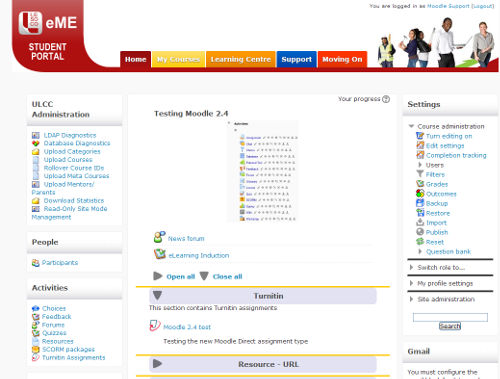 You are logged in as Moodle Support (Logout)
eME
STUDENT
PORTAL
Home
My Courses
Learning Centre
Support
Moving On
ULCC
Administration
LDAP Diagnostics
Database Diagnostics
Upload Categories
Upload Courses
Rollover Course IDs
Upload Meta Courses
Upload Mentors/
Parents
Download Statistics
Read-Only Site Mode
Management
People
Participants
Activities
Choices
Feedback
Forums
Quizzes
Resources
SCORM packages
Turnitin Assignments
Your progress
Testing Moodle 2.4
News forum
eLearning Induction
Open all
Close all
Turnitin
This section contains Turnitin assignments
Moodle 2.4 test
Testing the new Moodle Direct assignment type
Resource - URL
Settings
Course administration
Turn editing on
Edit settings
Completion tracking
Users
Filters
Grades
Outcomes
Backup
Restore
Import
Publish
Reset
Question bank
Switch role to...
My profile settings
Site administration
Search
Gmail
You must configure the